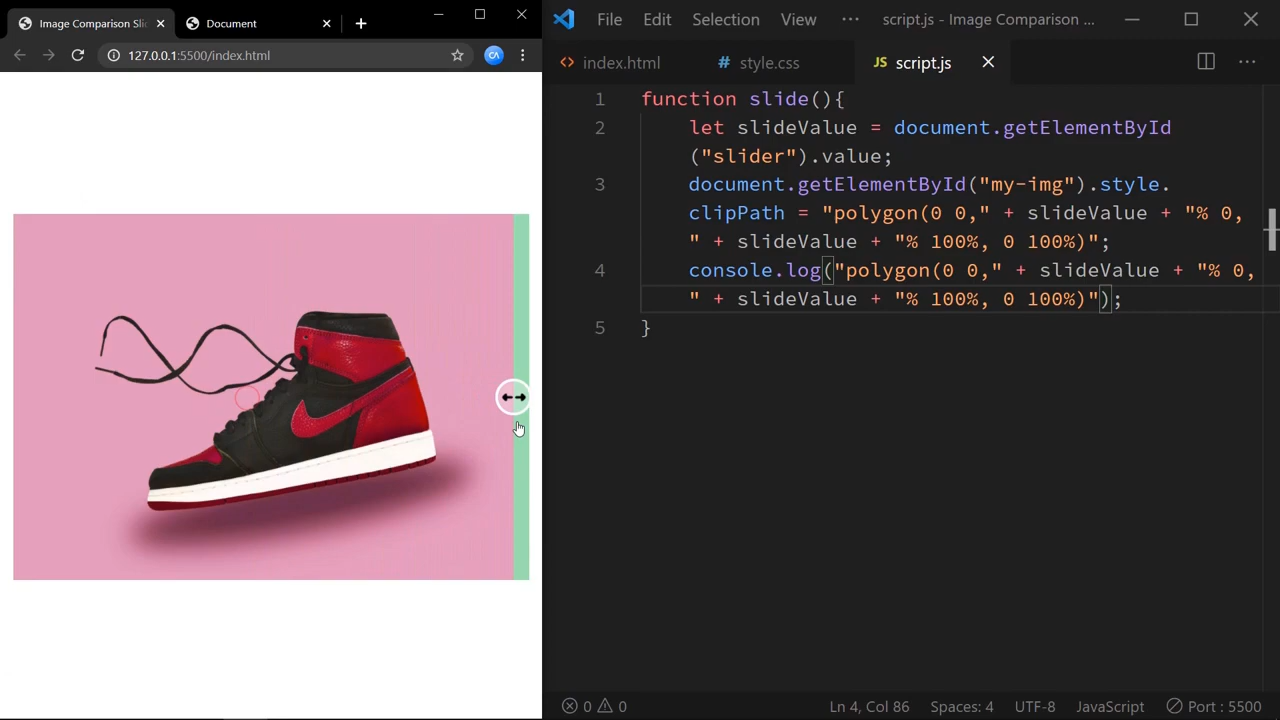 Image Comparison Sli
Document
127.0.0.1:5500/index.html
CA
File Edit Selection View ··· script.js - Image Comparison ...
index.html
style.css
JS script.js
1 function slide(){
2 let slideValue = document.getElementById
("slider").value;
3 document.getElementById("my-img").style.
clipPath = "polygon(0 0," + slideValue + "% 0,
" + slideValue + "% 100%, 0 100%)";
4 console.log("polygon(0 0," + slideValue + "% 0,
" + slideValue + "% 100%, 0 100%)");
5 }
0 0 Ln 4, Col 86 Spaces: 4 UTF-8 JavaScript Port : 5500